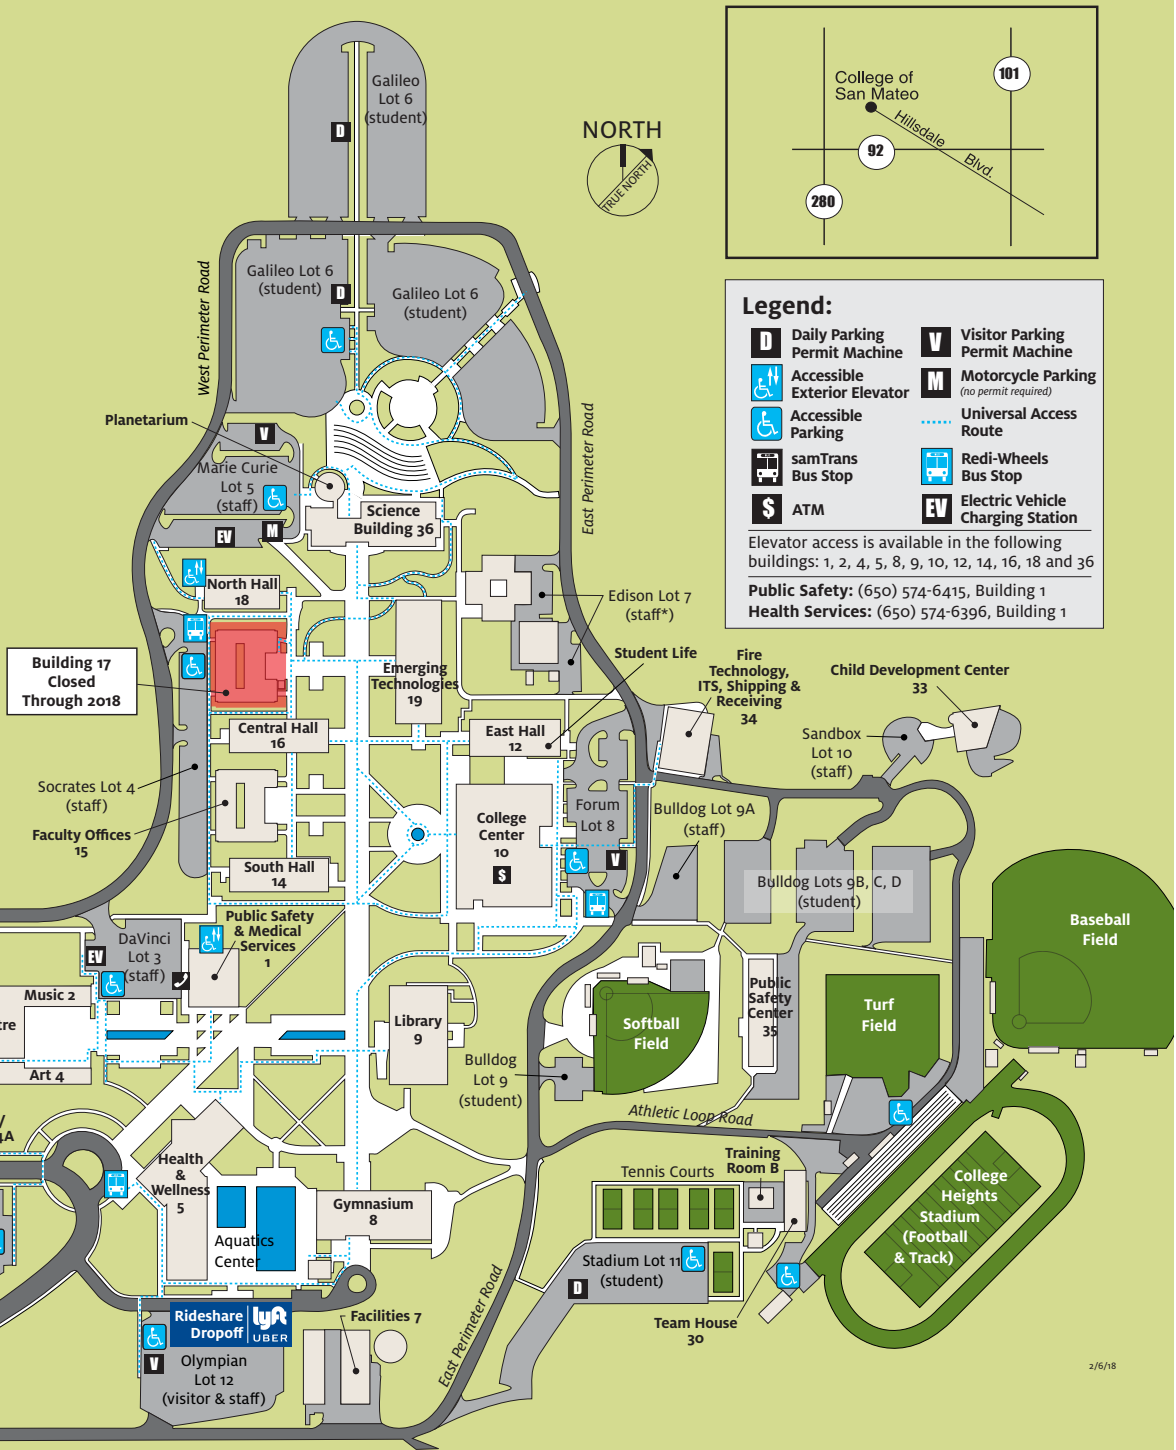 Galileo
Lot 6
(student)
D
NORTH
TRUE NORTH
College of
San Mateo
101
Hillsdale
Blvd.
92
280
West Perimeter Road
Galileo Lot 6
(student)
D
Galileo Lot 6
(student)
Legend:
D
Daily Parking
Permit Machine
V
Visitor Parking
Permit Machine
Accessible
Exterior Elevator
M
Motorcycle Parking
(no permit required)
Accessible
Parking
Universal Access
Route
samTrans
Bus Stop
Redi-Wheels
Bus Stop
$
ATM
EV
Electric Vehicle
Charging Station
Elevator access is available in the following
buildings: 1, 2, 4, 5, 8, 9, 10, 12, 14, 16, 18 and 36
Public Safety: (650) 574-6415, Building 1
Health Services: (650) 574-6396, Building 1
Planetarium
V
East Perimeter Road
Marie Curie
Lot 5
(staff)
EV
M
Science
Building 36
North Hall
18
Edison Lot 7
(staff*)
Building 17
Closed
Through 2018
Emerging
Technologies
19
Student Life
Fire
Technology,
ITS, Shipping &
Receiving
34
Child Development Center
33
Central Hall
16
East Hall
12
Sandbox
Lot 10
(staff)
Socrates Lot 4
(staff)
Faculty Offices
15
College
Center
10
$
Forum
Lot 8
V
Bulldog Lot 9A
(staff)
South Hall
14
Bulldog Lots 9B, C, D
(student)
Public Safety
& Medical
Services
1
DaVinci
Lot 3
(staff)
EV
Baseball
Field
Music 2
tre
Art 4
Library
9
Softball
Field
Public
Safety
Center
35
Turf
Field
Bulldog
Lot 9
(student)
Athletic Loop Road
y
4A
Health
&
Wellness
5
Training
Room B
Tennis Courts
College
Heights
Stadium
(Football
& Track)
Gymnasium
8
Aquatics
Center
Stadium Lot 11
(student)
D
Rideshare
Dropoff
lyft
UBER
Facilities 7
East Perimeter Road
Team House
30
V
Olympian
Lot 12
(visitor & staff)
2/6/18